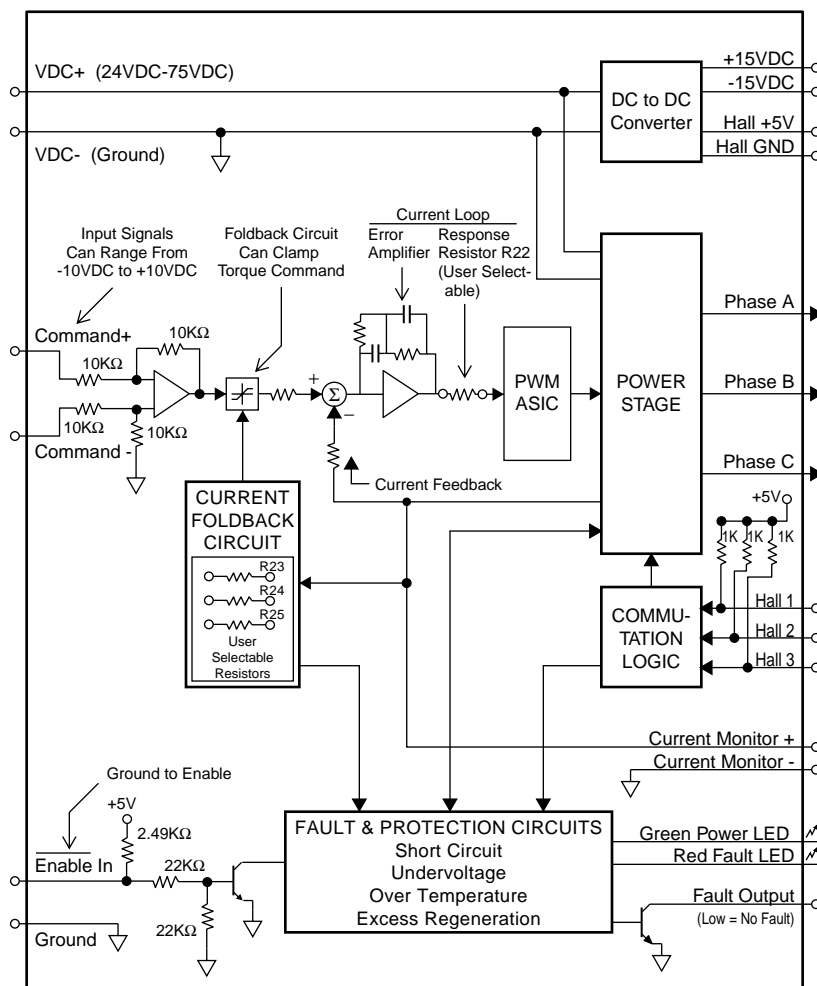 VDC+ (24VDC-75VDC)
VDC- (Ground)
DC to DC
Converter
+15VDC
-15VDC
Hall +5V
Hall GND
Input Signals
Can Range From
-10VDC to +10VDC
Foldback Circuit
Can Clamp
Torque Command
Current Loop
Error
Amplifier
Response
Resistor R22
(User Select-
able)
Command+
10KΩ
10KΩ
10KΩ
10KΩ
Command -
+
Σ
−
PWM
ASIC
POWER
STAGE
Phase A
Phase B
Phase C
Current Feedback
CURRENT
FOLDBACK
CIRCUIT
R23
R24
R25
User
Selectable
Resistors
+5V
1K
1K
1K
COMMU-
TATION
LOGIC
Hall 1
Hall 2
Hall 3
Current Monitor +
Current Monitor -
Ground to Enable
+5V
2.49KΩ
Enable In
22KΩ
22KΩ
Ground
FAULT & PROTECTION CIRCUITS
Short Circuit
Undervoltage
Over Temperature
Excess Regeneration
Green Power LED
Red Fault LED
Fault Output
(Low = No Fault)